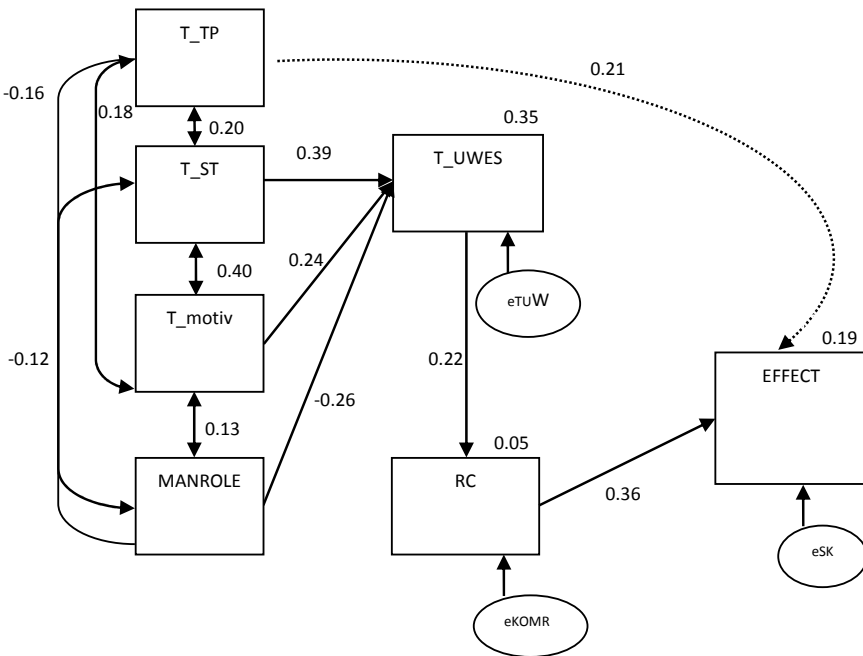 T_TP
0.21
-0.16
0.18
0.20
0.35
T_ST
0.39
T_UWES
0.40
0.24
eTUW
T_motiv
-0.12
0.22
0.19
EFFECT
-0.26
0.13
0.05
MANROLE
RC
0.36
eSK
eKOMR